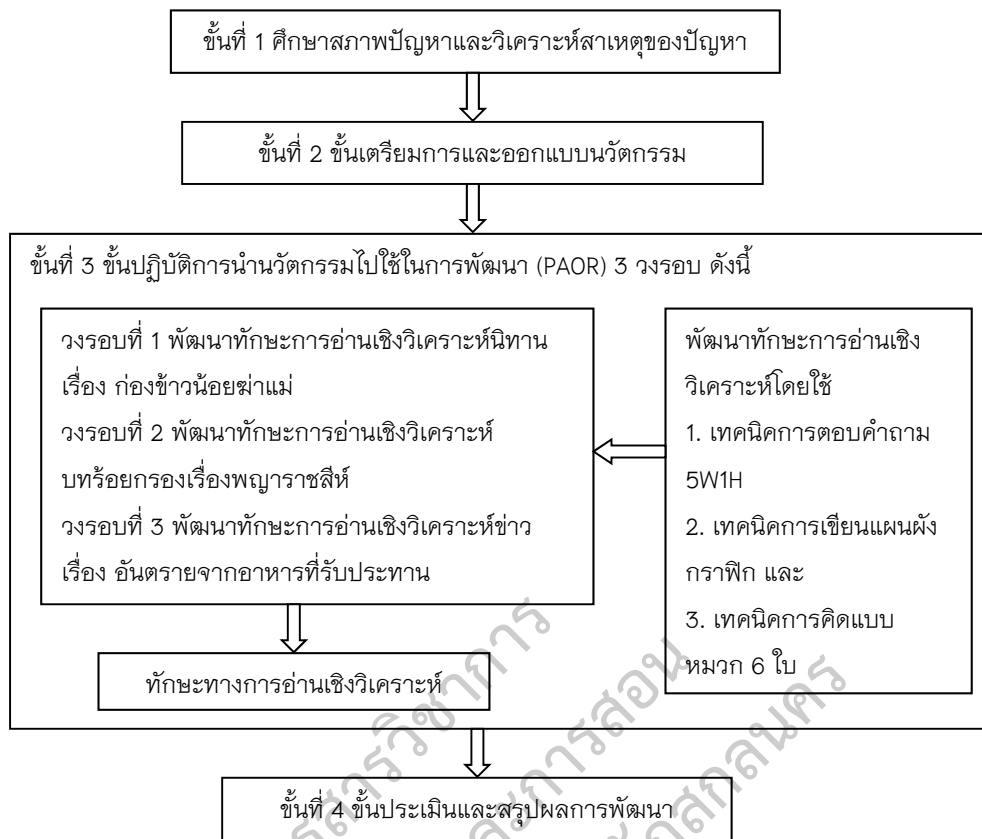 ขั้นที่ 1 ศึกษาสภาพปัญหาและวิเคราะห์สาเหตุของปัญหา
ขั้นที่ 2 ขั้นเตรียมการและออกแบบนวัตกรรม
ขั้นที่ 3 ขั้นปฏิบัติการนำนวัตกรรมไปใช้ในการพัฒนา (PAOR) 3 วงรอบ ดังนี้
วงรอบที่ 1 พัฒนาทักษะการอ่านเชิงวิเคราะห์นิทาน
เรื่อง ก่องข้าวน้อยฆ่าแม่
วงรอบที่ 2 พัฒนาทักษะการอ่านเชิงวิเคราะห์
บทร้อยกรองเรื่องพญาราชสีห์
วงรอบที่ 3 พัฒนาทักษะการอ่านเชิงวิเคราะห์ข่าว
เรื่อง อันตรายจากอาหารที่รับประทาน
พัฒนาทักษะการอ่านเชิง
วิเคราะห์โดยใช้
1. เทคนิคการตอบคำถาม
5W1H
2. เทคนิคการเขียนแผนผัง
กราฟิก และ
3. เทคนิคการคิดแบบ
หมวก 6 ใบ
ทักษะทางการอ่านเชิงวิเคราะห์
ขั้นที่ 4 ขั้นประเมินและสรุปผลการพัฒนา